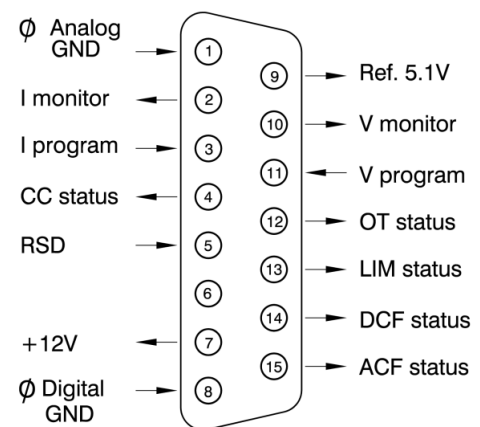 Ø Analog
GND
1
I monitor
2
I program
3
CC status
4
RSD
5
6
+12V
7
Ø Digital
GND
8
9
Ref. 5.1V
10
V monitor
11
V program
12
OT status
13
LIM status
14
DCF status
15
ACF status